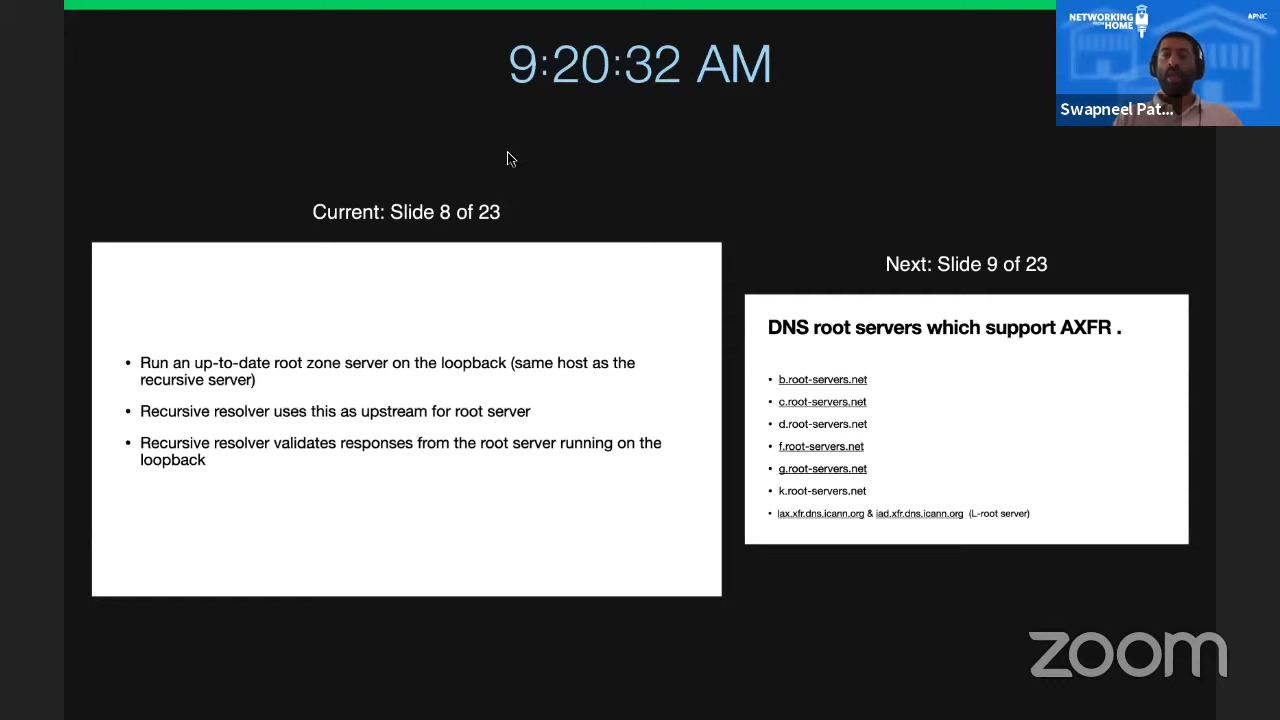 9:20:32 AM
NETWORKING
FROM
HOME
APNIC
Swapneel Pat...
Current: Slide 8 of 23
• Run an up-to-date root zone server on the loopback (same host as the
recursive server)
• Recursive resolver uses this as upstream for root server
• Recursive resolver validates responses from the root server running on the
loopback
Next: Slide 9 of 23
DNS root servers which support AXFR .
• b.root-servers.net
• c.root-servers.net
• d.root-servers.net
• f.root-servers.net
• g.root-servers.net
• k.root-servers.net
• lax.xfr.dns.icann.org & iad.xfr.dns.icann.org (L-root server)
zoom